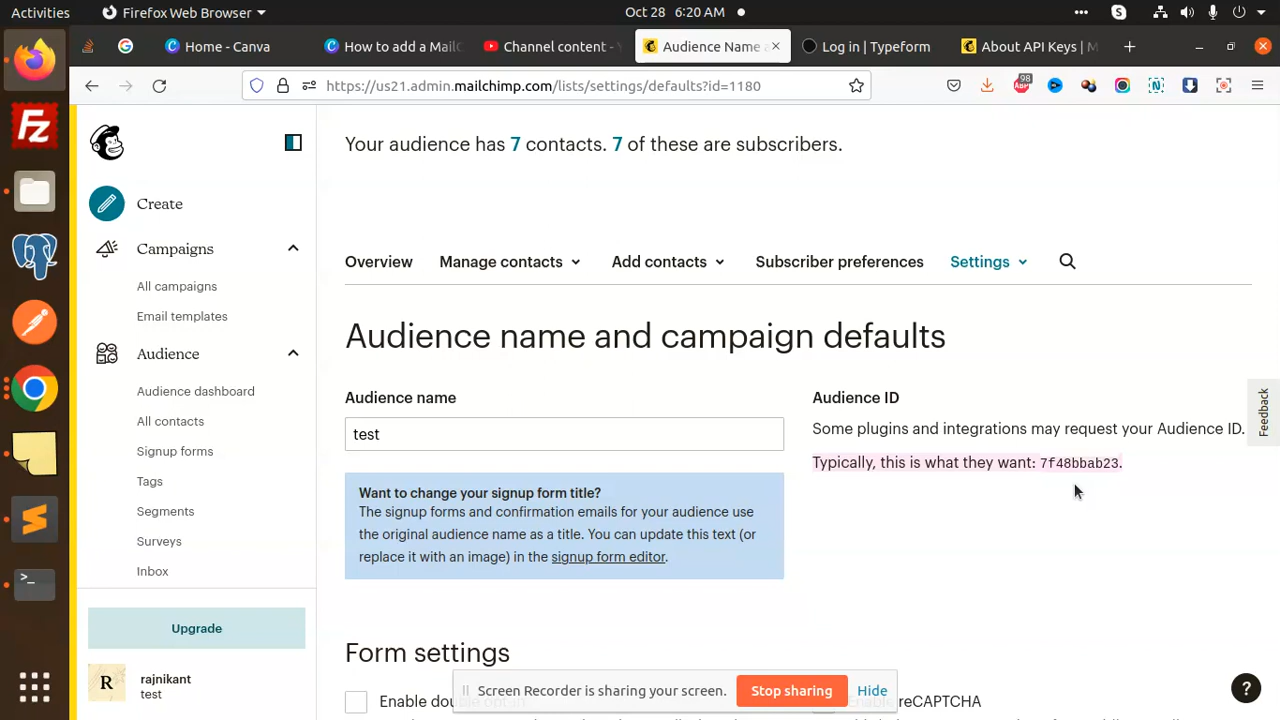 Activities
Firefox Web Browser
Oct 28 6:20 AM
Home - Canva
How to add a MailC
Channel content - Y
Audience Name a
Log in | Typeform
About API Keys | M
https://us21.admin.mailchimp.com/lists/settings/defaults?id=1180
98
ABP
Your audience has 7 contacts. 7 of these are subscribers.
Create
Campaigns
All campaigns
Email templates
Audience
Audience dashboard
All contacts
Signup forms
Tags
Segments
Surveys
Inbox
Upgrade
R
rajnikant
test
Overview
Manage contacts
Add contacts
Subscriber preferences
Settings
Audience name and campaign defaults
Audience name
test
Want to change your signup form title?
The signup forms and confirmation emails for your audience use
the original audience name as a title. You can update this text (or
replace it with an image) in the signup form editor.
Audience ID
Some plugins and integrations may request your Audience ID.
Typically, this is what they want: 7f48bbab23.
Feedback
Form settings
Enable double opt-in
Enable reCAPTCHA
Screen Recorder is sharing your screen.
Stop sharing
Hide
?